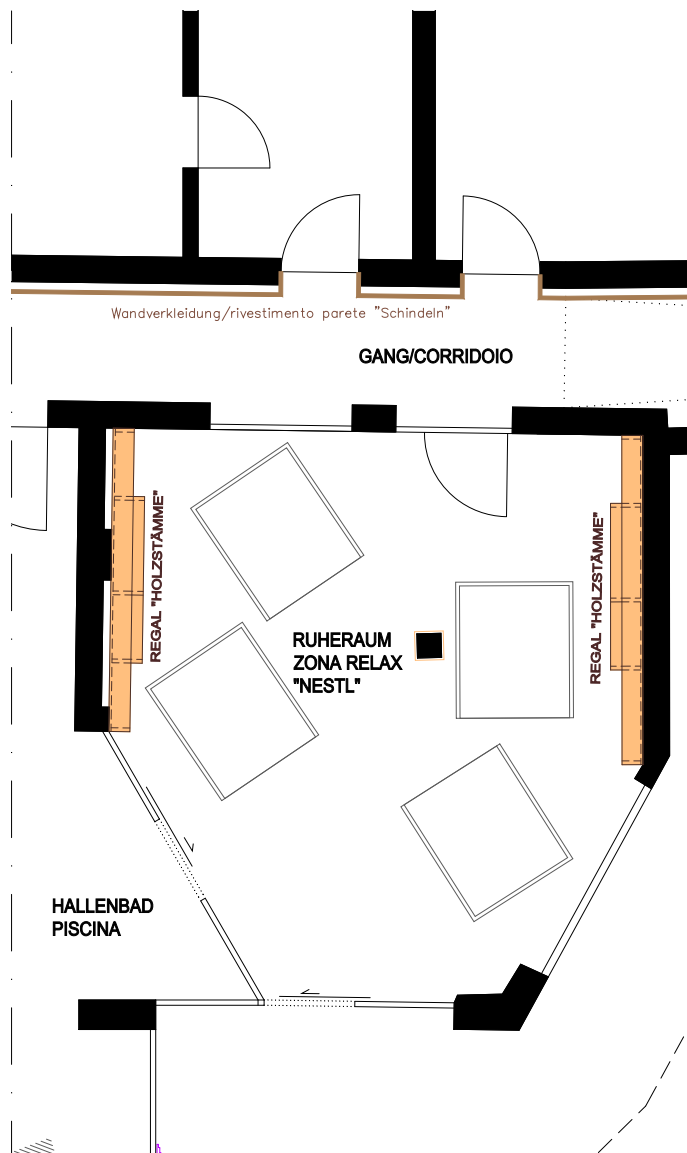 Wandverkleidung/rivestimento parete "Schindeln"
GANG/CORRIDOIO
REGAL "HOLZSTÄMME"
REGAL "HOLZSTÄMME"
RUHERAUM
ZONA RELAX
"NESTL"
HALLENBAD
PISCINA